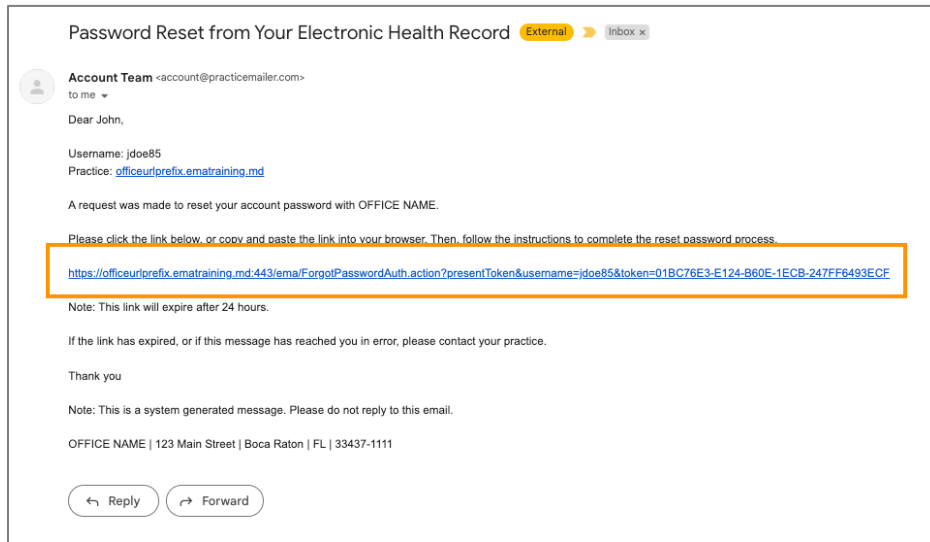 Password Reset from Your Electronic Health Record External Inbox ×
Account Team <account@practicemailer.com>
to me
Dear John,
Username: jdoe85
Practice: officeurlprefix.ematraining.md
A request was made to reset your account password with OFFICE NAME.
Please click the link below, or copy and paste the link into your browser. Then, follow the instructions to complete the reset password process.
https://officeurlprefix.ematraining.md:443/ema/ForgotPasswordAuth.action?presentToken&username=jdoe85&token=01BC76E3-E124-B60E-1ECB-247FF6493ECF
Note: This link will expire after 24 hours.
If the link has expired, or if this message has reached you in error, please contact your practice.
Thank you
Note: This is a system generated message. Please do not reply to this email.
OFFICE NAME | 123 Main Street | Boca Raton | FL | 33437-1111
Reply Forward